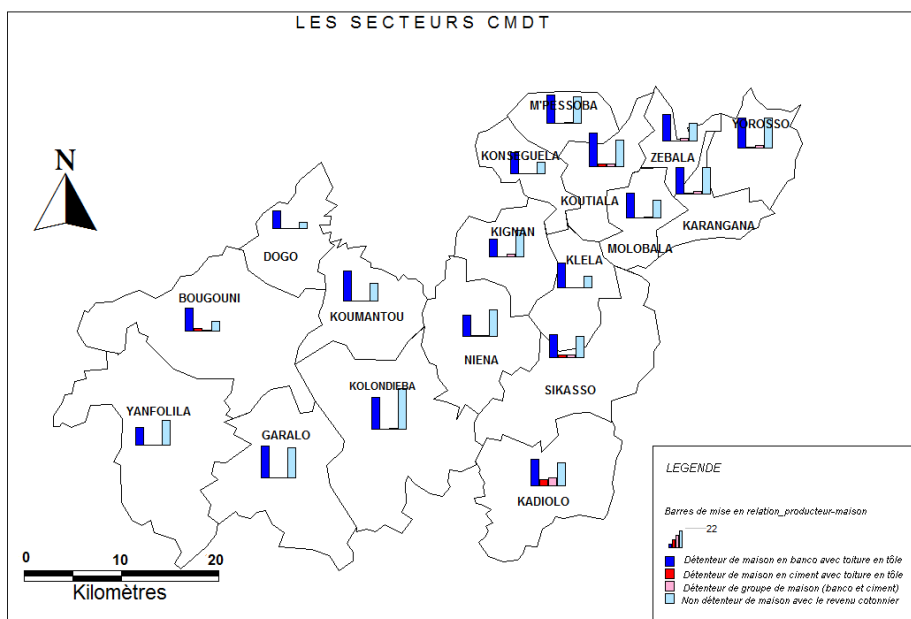 LES SECTEURS CMDT
M'PESSOBA
YOROSSO
KONSEGUELA
ZEBALA
N
KOUTIALA
KARANGANA
KIGNAN
MOLOBALA
DOGO
KLELA
BOUGOUNI
KOUMANTOU
NIENA
SIKASSO
KOLONDIEBA
YANFOLILA
GARALO
KADIOLO
0 10 20
Kilomètres
LEGENDE
Barres de mise en relation_producteur-maison
22
Détenteur de maison en banco avec toiture en tôle
Détenteur de maison en ciment avec toiture en tôle
Détenteur de groupe de maison (banco et ciment)
Non détenteur de maison avec le revenu cotonnier